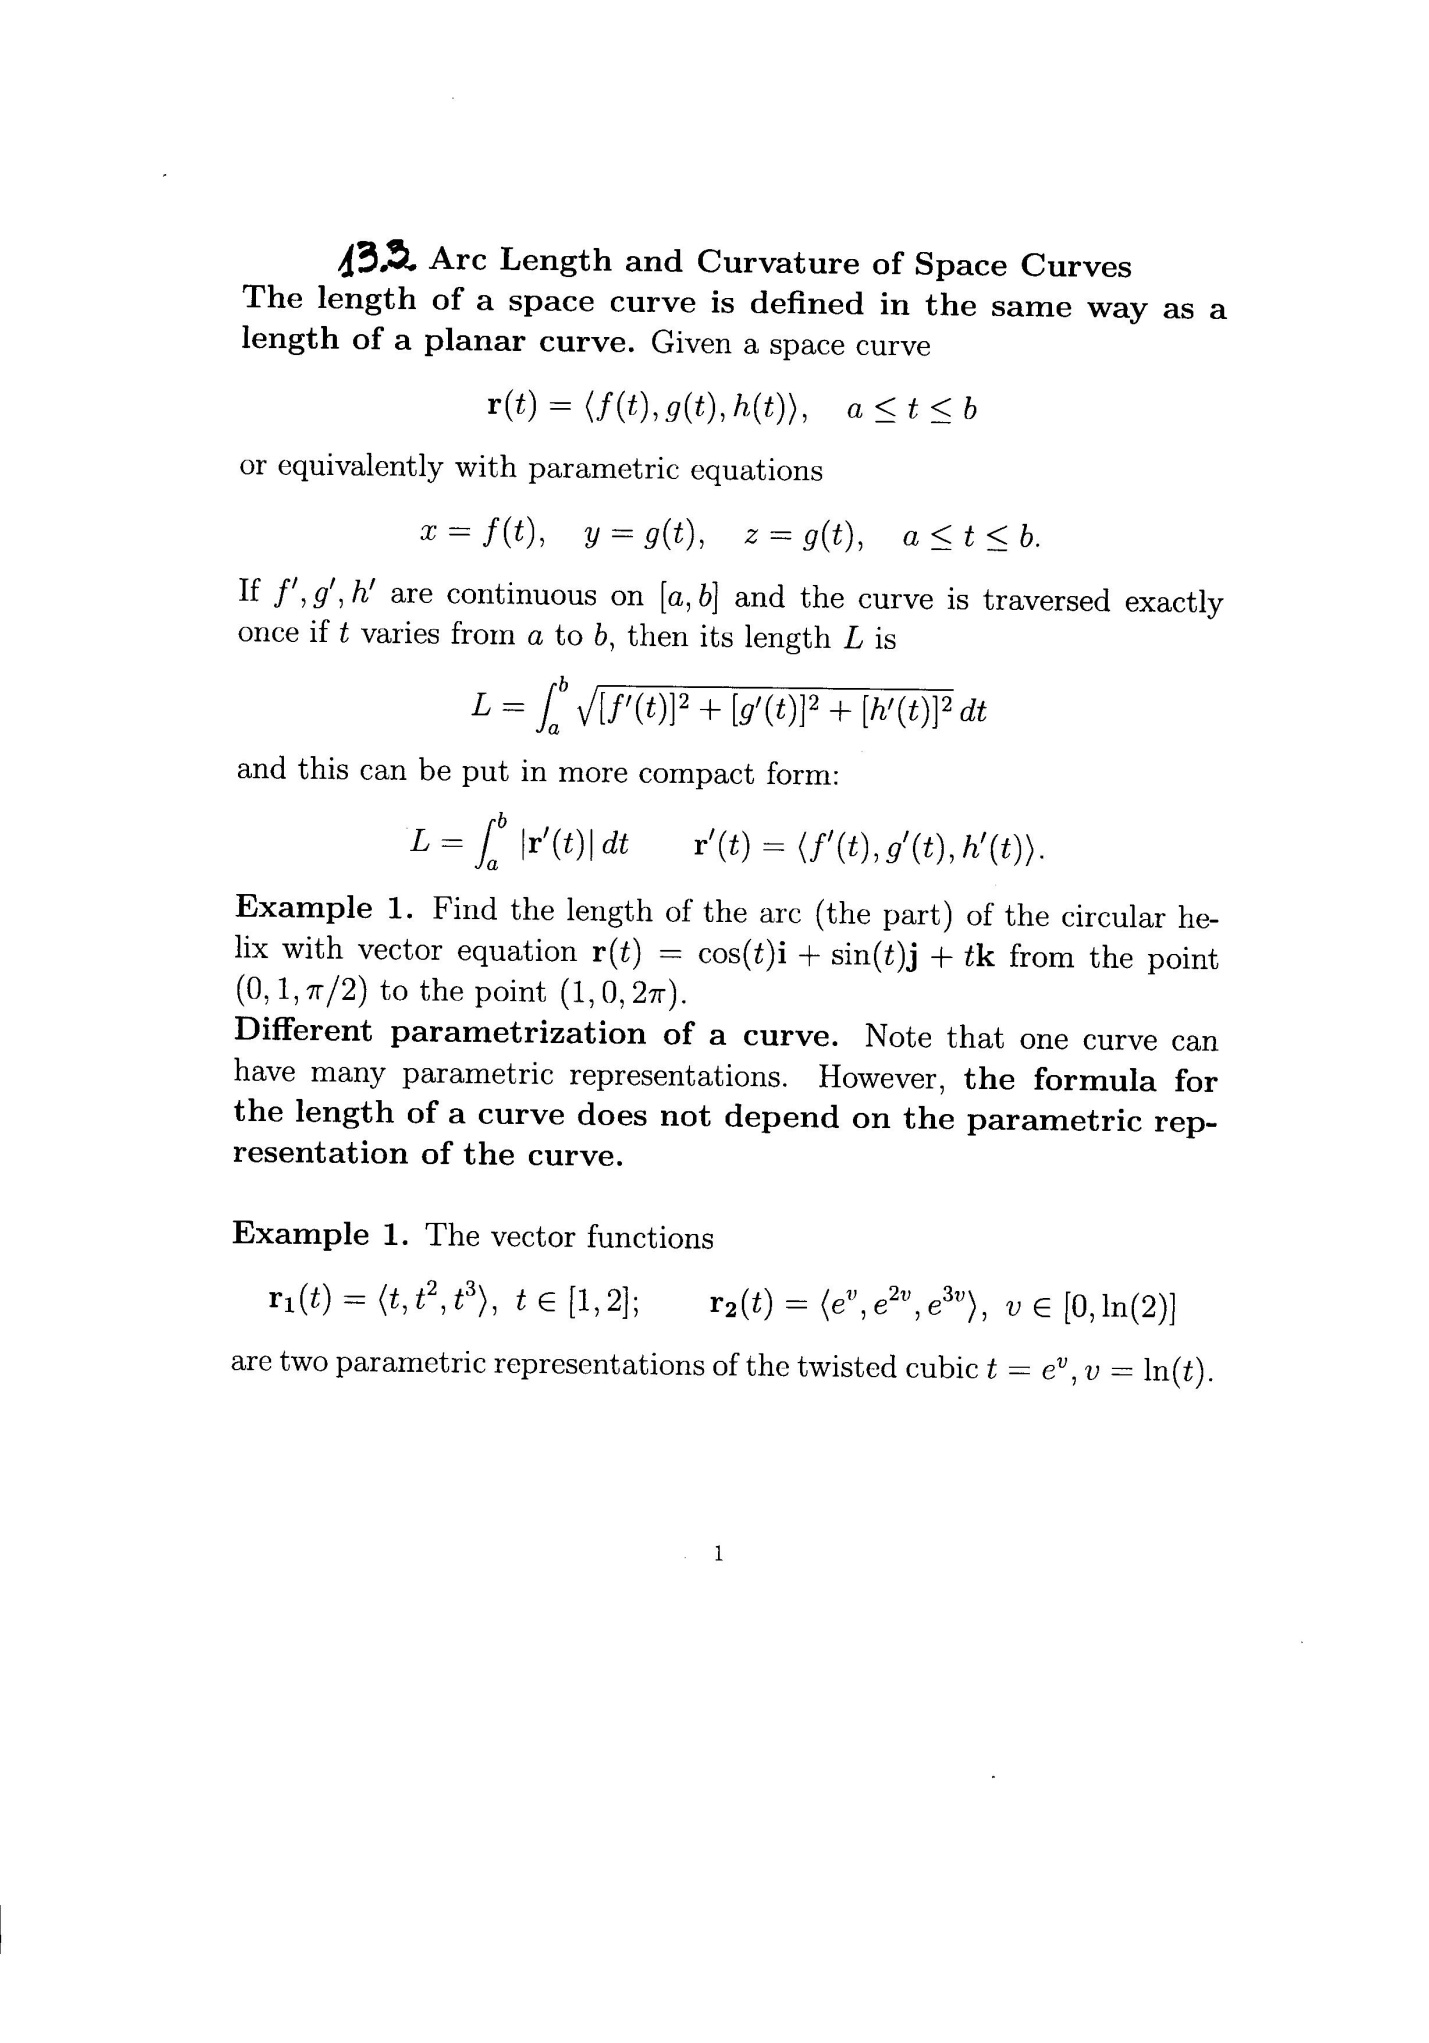 13.3. Arc Length and Curvature of Space Curves
The length of a space curve is defined in the same way as a
length of a planar curve. Given a space curve
r(t) = ⟨f(t), g(t), h(t)⟩, a ≤ t ≤ b
or equivalently with parametric equations
x = f(t), y = g(t), z = g(t), a ≤ t ≤ b.
If f′, g′, h′ are continuous on [a, b] and the curve is traversed exactly
once if t varies from a to b, then its length L is
L = ∫_a^b √([f′(t)]² + [g′(t)]² + [h′(t)]²) dt
and this can be put in more compact form:
L = ∫_a^b |r′(t)| dt r′(t) = ⟨f′(t), g′(t), h′(t)⟩.
Example 1. Find the length of the arc (the part) of the circular he-
lix with vector equation r(t) = cos(t)i + sin(t)j + tk from the point
(0, 1, π/2) to the point (1, 0, 2π).
Different parametrization of a curve. Note that one curve can
have many parametric representations. However, the formula for
the length of a curve does not depend on the parametric rep-
resentation of the curve.
Example 1. The vector functions
r₁(t) = ⟨t, t², t³⟩, t ∈ [1, 2]; r₂(t) = ⟨e^v, e^{2v}, e^{3v}⟩, v ∈ [0, ln(2)]
are two parametric representations of the twisted cubic t = e^v, v = ln(t).
1